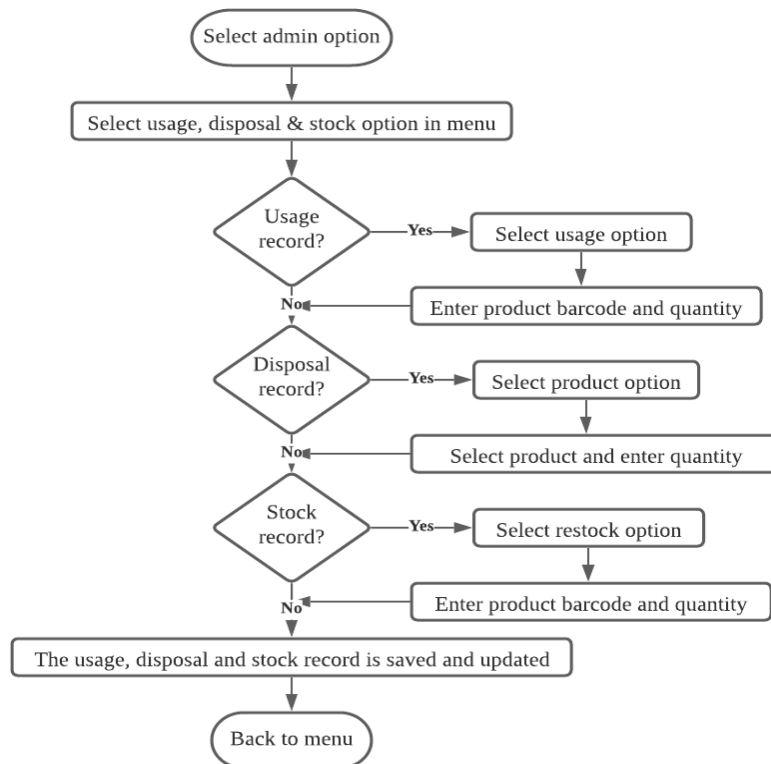 Select admin option
Select usage, disposal & stock option in menu
Usage
record?
Yes
Select usage option
No
Enter product barcode and quantity
Disposal
record?
Yes
Select product option
No
Select product and enter quantity
Stock
record?
Yes
Select restock option
No
Enter product barcode and quantity
The usage, disposal and stock record is saved and updated
Back to menu